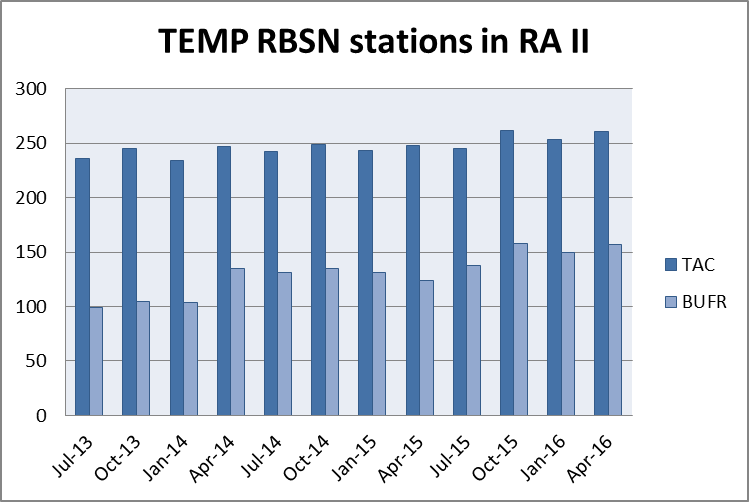 TEMP RBSN stations in RA II
300
250
200
150
100
50
0
Jul-13
Oct-13
Jan-14
Apr-14
Jul-14
Oct-14
Jan-15
Apr-15
Jul-15
Oct-15
Jan-16
Apr-16
TAC
BUFR